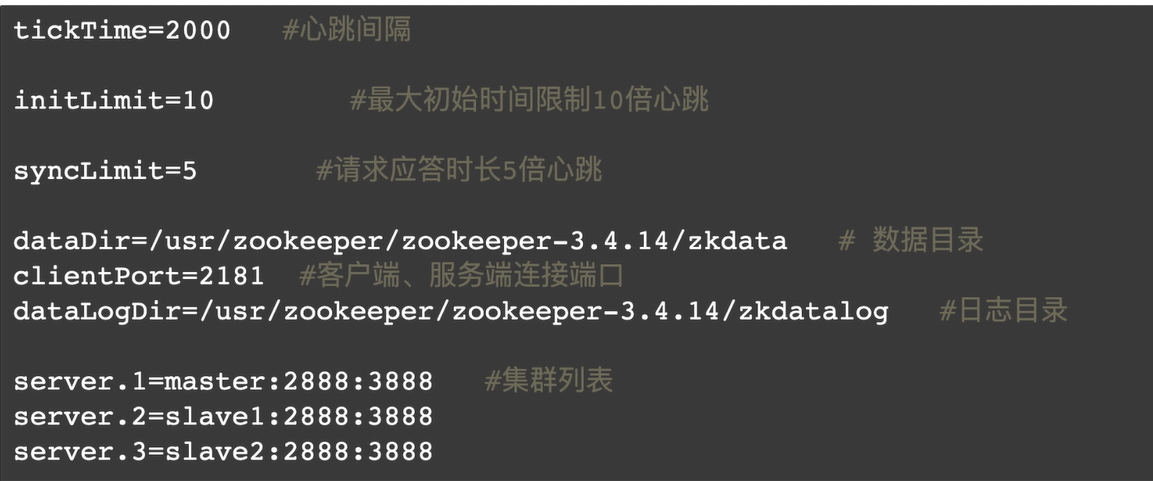 tickTime=2000   #心跳间隔
initLimit=10        #最大初始时间限制10倍心跳
syncLimit=5       #请求应答时长5倍心跳
dataDir=/usr/zookeeper/zookeeper-3.4.14/zkdata   # 数据目录
clientPort=2181  #客户端、服务端连接端口
dataLogDir=/usr/zookeeper/zookeeper-3.4.14/zkdatalog   #日志目录
server.1=master:2888:3888   #集群列表
server.2=slave1:2888:3888
server.3=slave2:2888:3888